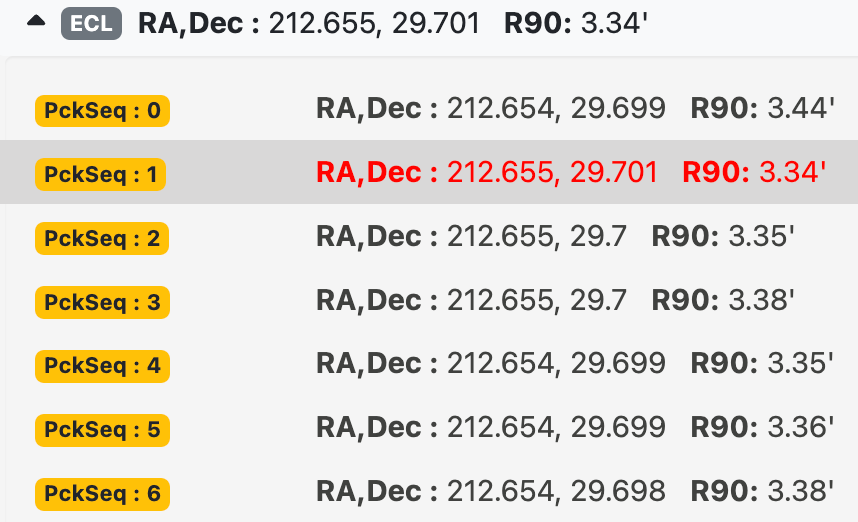 ECL RA,Dec : 212.655, 29.701 R90: 3.34'
PckSeq : 0 RA,Dec : 212.654, 29.699 R90: 3.44'
PckSeq : 1 RA,Dec : 212.655, 29.701 R90: 3.34'
PckSeq : 2 RA,Dec : 212.655, 29.7 R90: 3.35'
PckSeq : 3 RA,Dec : 212.655, 29.7 R90: 3.38'
PckSeq : 4 RA,Dec : 212.654, 29.699 R90: 3.35'
PckSeq : 5 RA,Dec : 212.654, 29.699 R90: 3.36'
PckSeq : 6 RA,Dec : 212.654, 29.698 R90: 3.38'